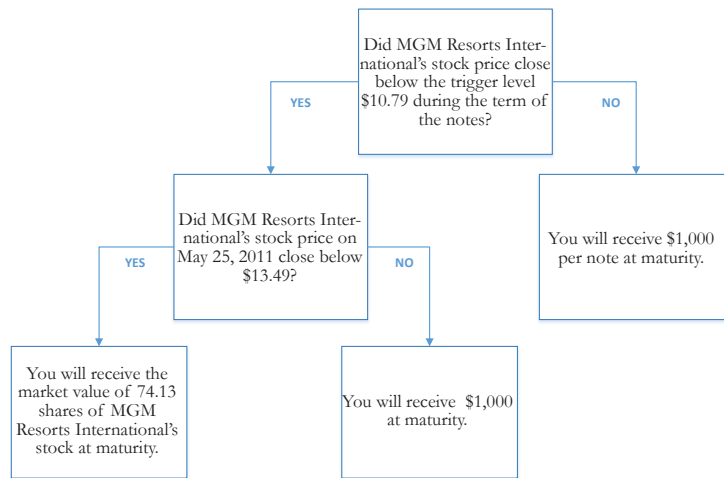 Did MGM Resorts Inter-
national's stock price close
below the trigger level
$10.79 during the term of
the notes?
YES
NO
Did MGM Resorts Inter-
national's stock price on
May 25, 2011 close below
$13.49?
You will receive $1,000
per note at maturity.
YES
NO
You will receive the
market value of 74.13
shares of MGM
Resorts International's
stock at maturity.
You will receive $1,000
at maturity.